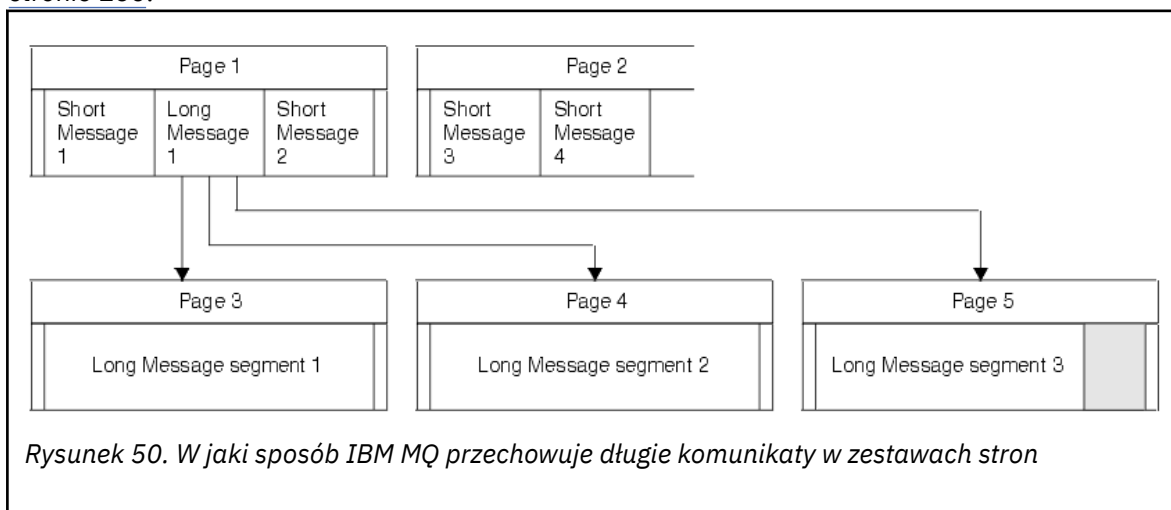 Page 1
Page 2
Short
Message
1
Long
Message
1
Short
Message
2
Short
Message
3
Short
Message
4
Page 3
Page 4
Page 5
Long Message segment 1
Long Message segment 2
Long Message segment 3
Rysunek 50. W jaki sposób IBM MQ przechowuje długie komunikaty w zestawach stron